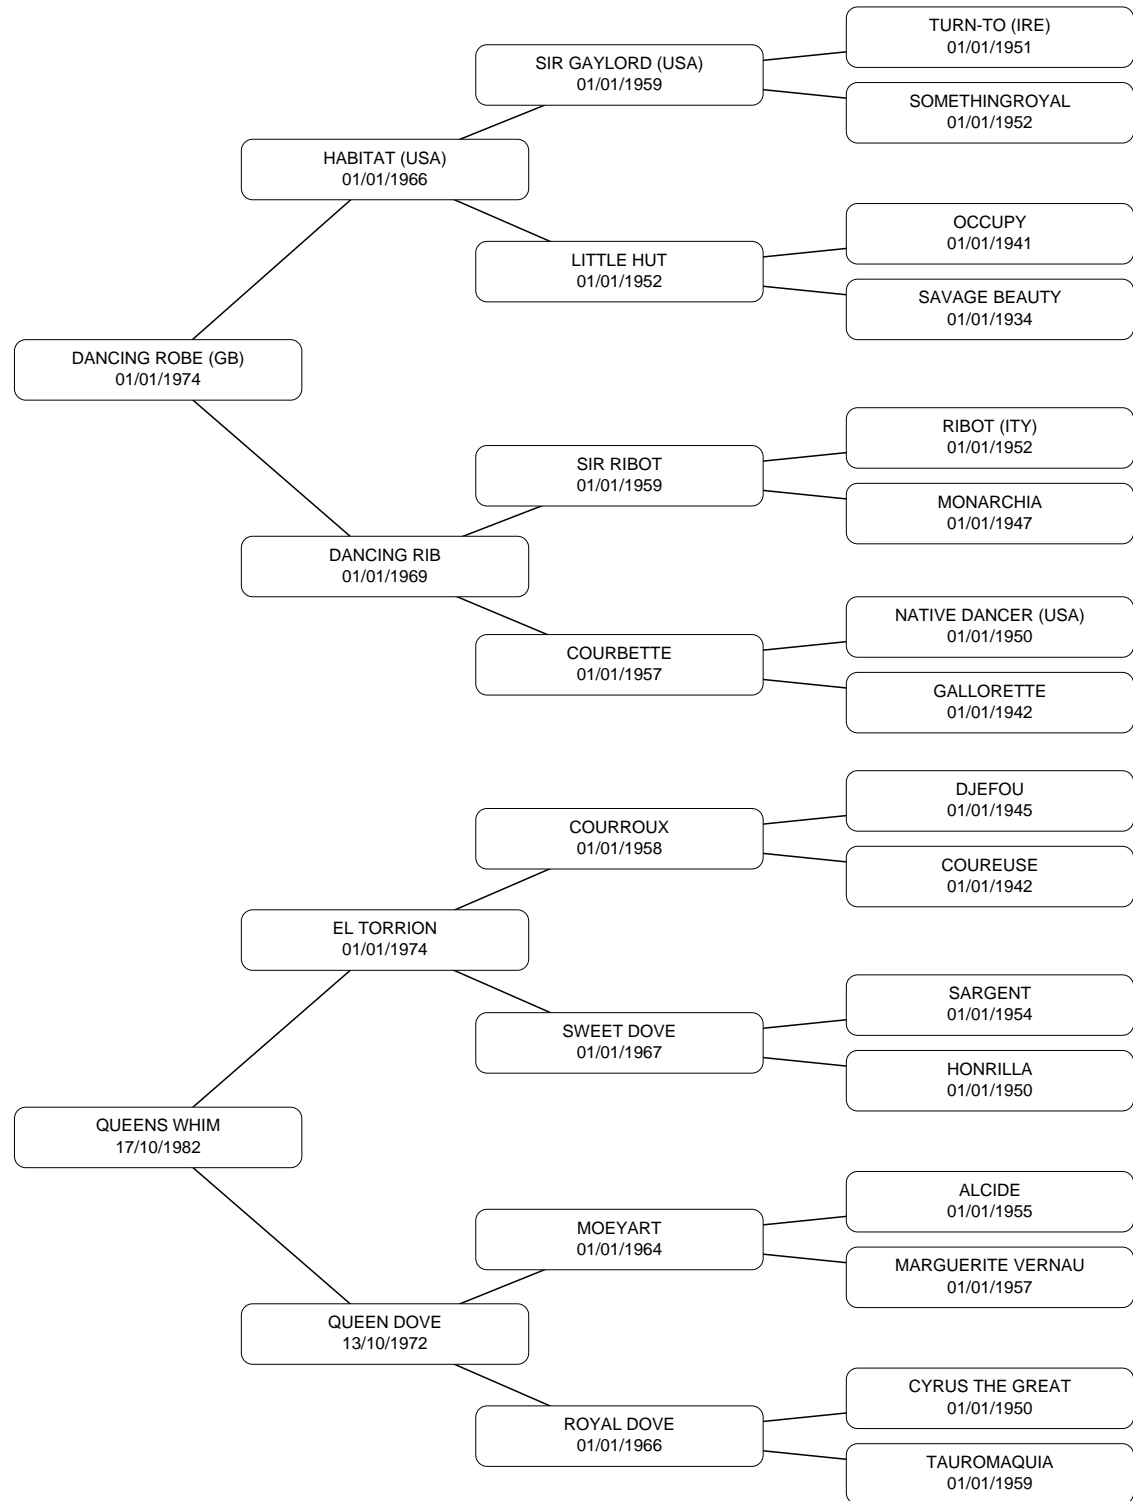 TURN-TO (IRE)
01/01/1951
SIR GAYLORD (USA)
01/01/1959
SOMETHINGROYAL
01/01/1952
HABITAT (USA)
01/01/1966
OCCUPY
01/01/1941
LITTLE HUT
01/01/1952
SAVAGE BEAUTY
01/01/1934
DANCING ROBE (GB)
01/01/1974
RIBOT (ITY)
01/01/1952
SIR RIBOT
01/01/1959
MONARCHIA
01/01/1947
DANCING RIB
01/01/1969
NATIVE DANCER (USA)
01/01/1950
COURBETTE
01/01/1957
GALLORETTE
01/01/1942
DJEFOU
01/01/1945
COURROUX
01/01/1958
COUREUSE
01/01/1942
EL TORRION
01/01/1974
SARGENT
01/01/1954
SWEET DOVE
01/01/1967
HONRILLA
01/01/1950
QUEENS WHIM
17/10/1982
ALCIDE
01/01/1955
MOEYART
01/01/1964
MARGUERITE VERNAU
01/01/1957
QUEEN DOVE
13/10/1972
CYRUS THE GREAT
01/01/1950
ROYAL DOVE
01/01/1966
TAUROMAQUIA
01/01/1959